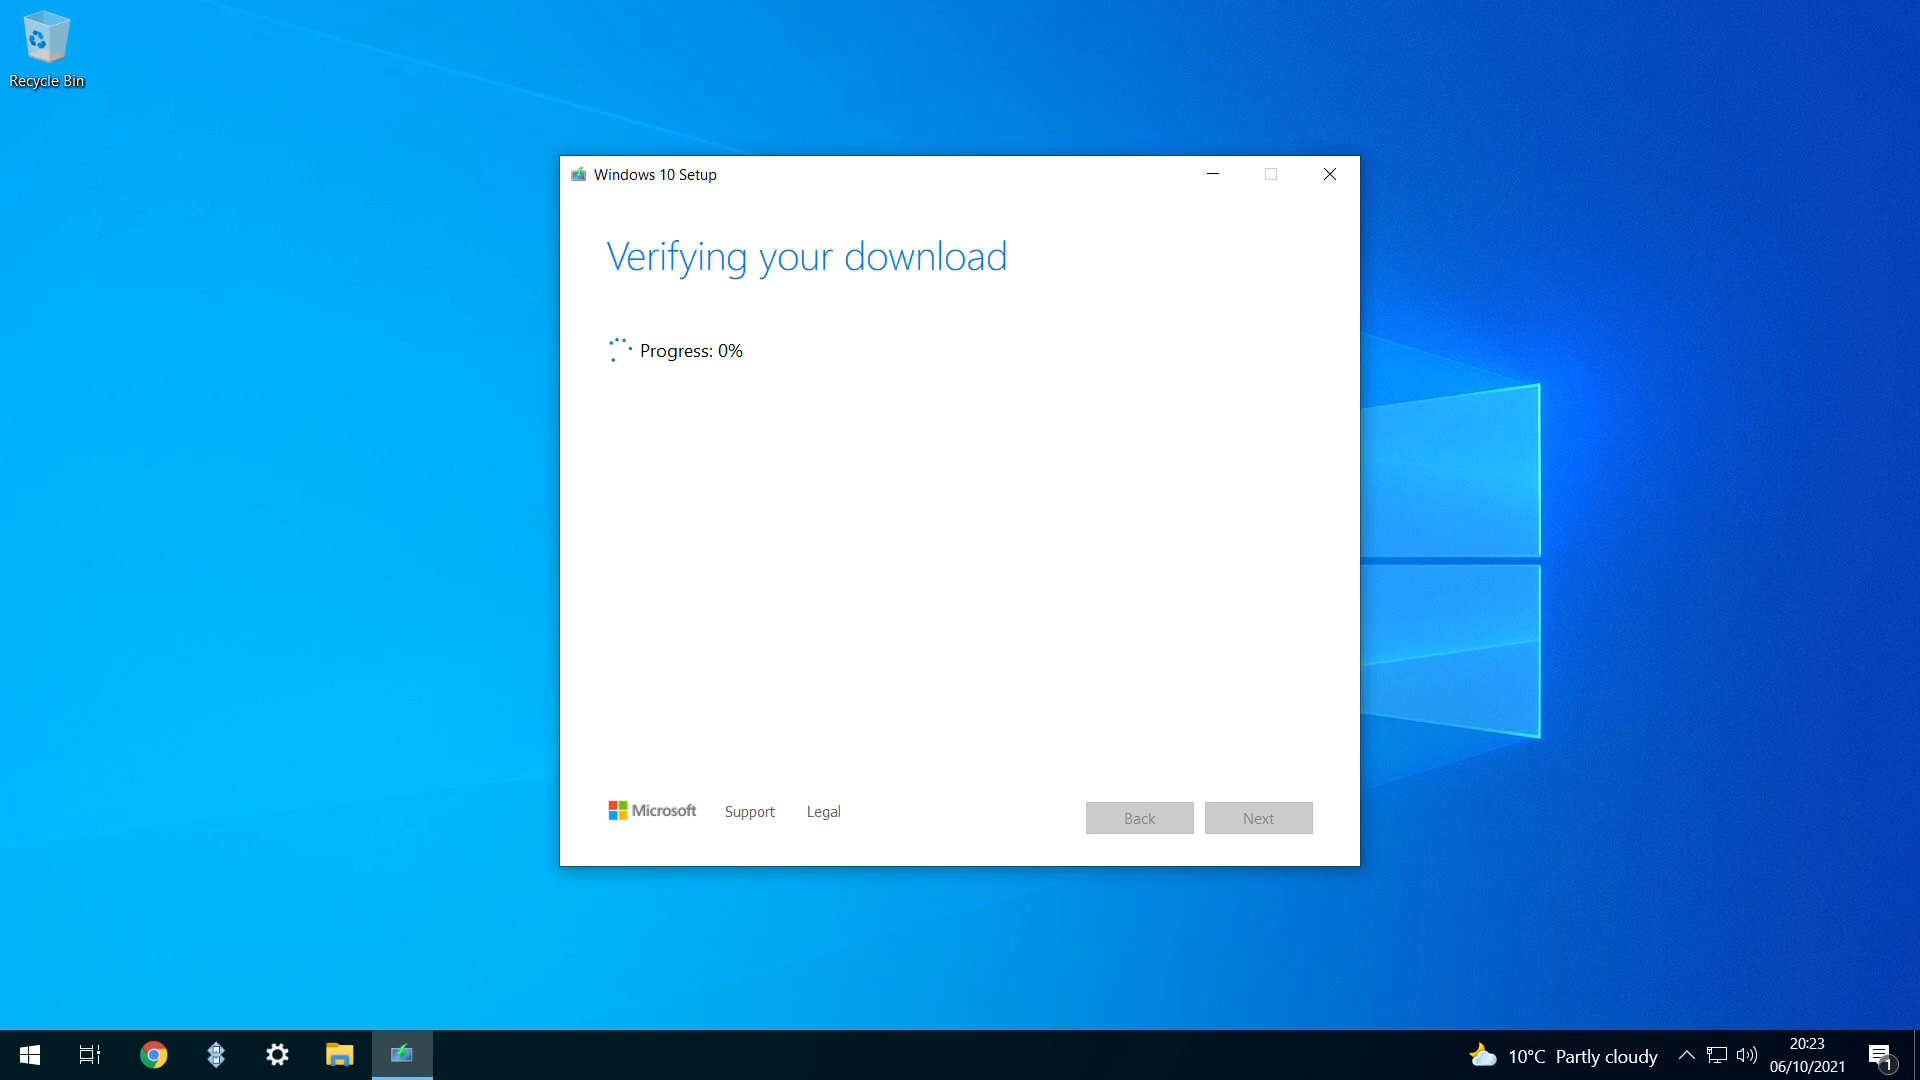 Recycle Bin
Windows 10 Setup
Verifying your download
Progress: 0%
Microsoft
Support
Legal
Back
Next
10°C Partly cloudy
20:23
06/10/2021
1